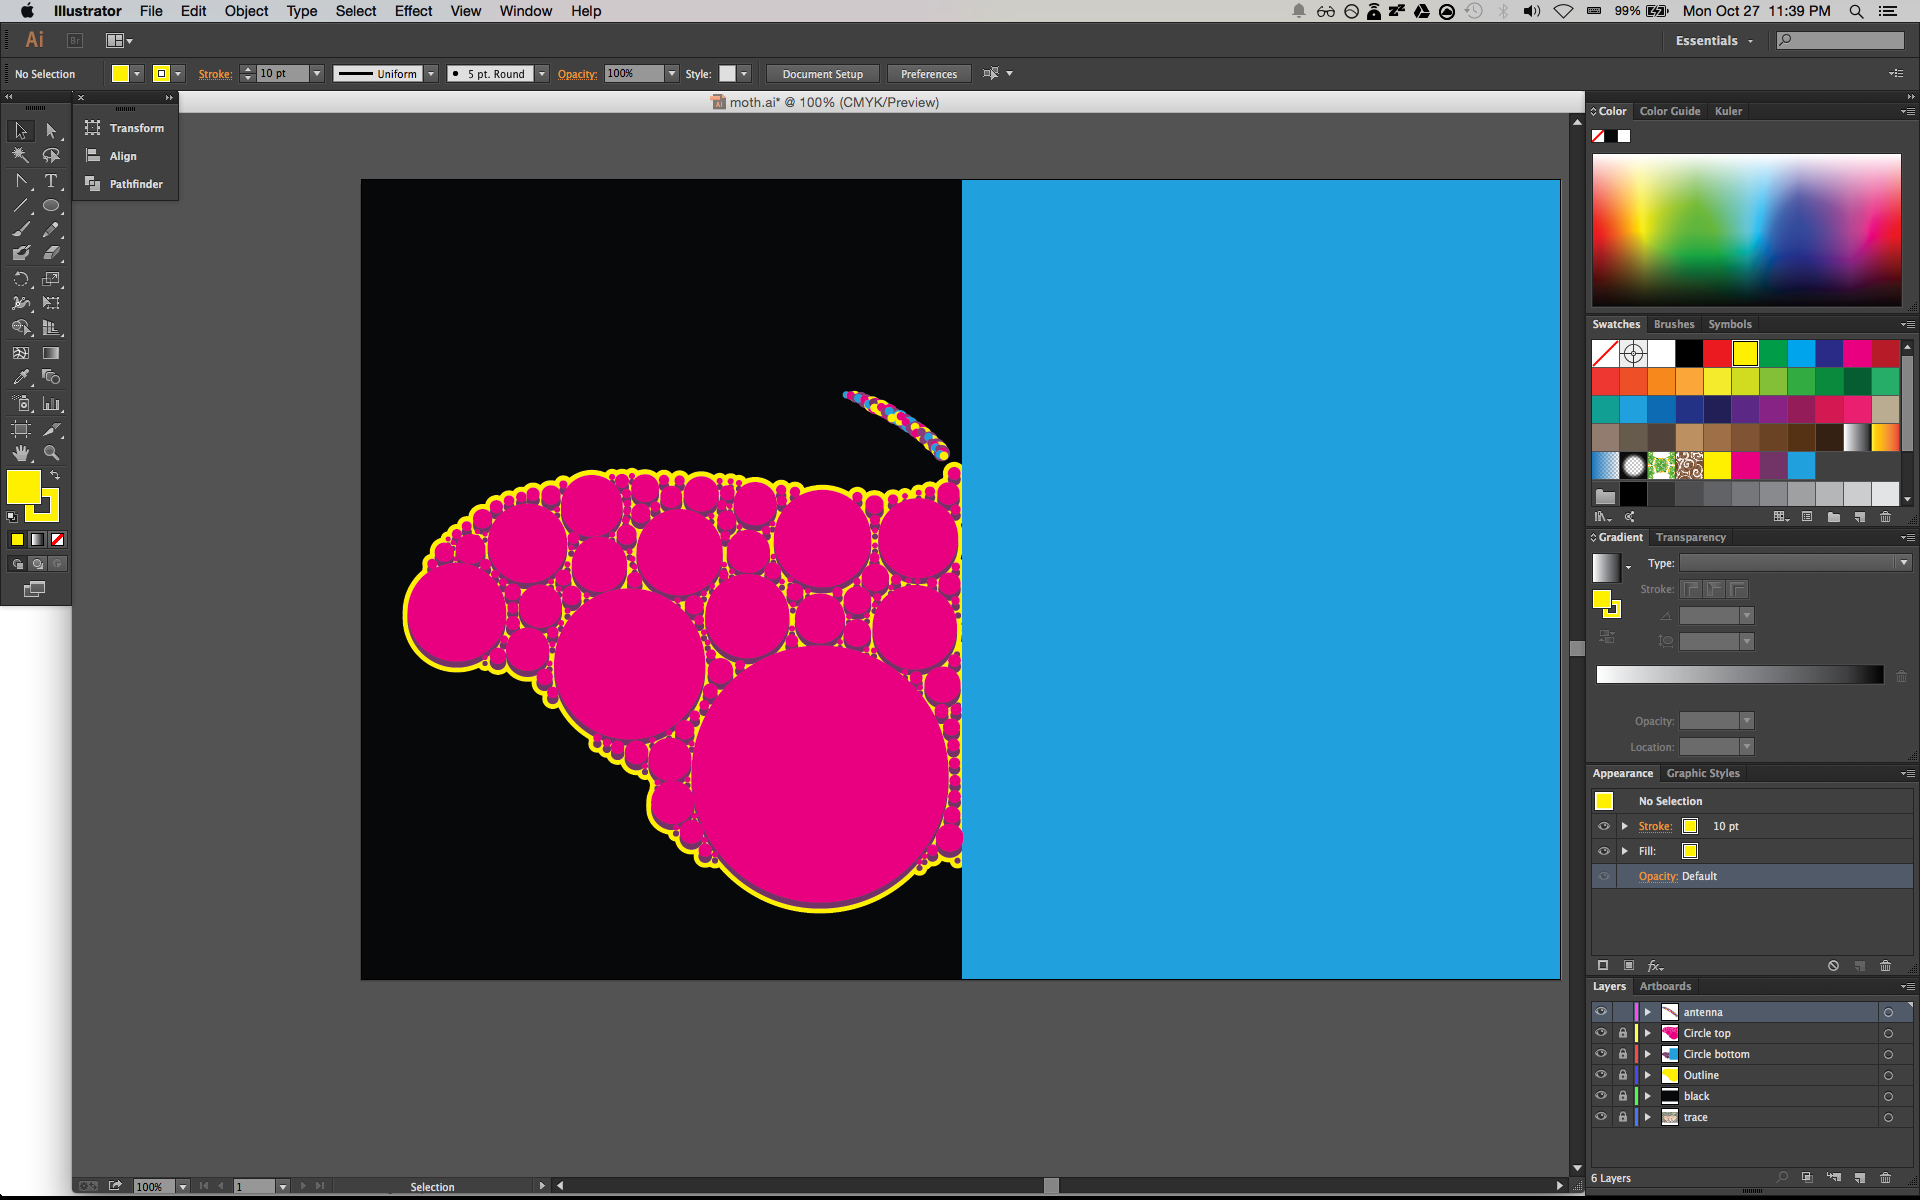 Illustrator File Edit Object Type Select Effect View Window Help 99% Mon Oct 27 11:39 PM
Ai Br Essentials
No Selection Stroke: 10 pt Uniform 5 pt. Round Opacity: 100% Style: Document Setup Preferences
moth.ai* @ 100% (CMYK/Preview)
Transform
Align
Pathfinder
Color Color Guide Kuler
Swatches Brushes Symbols
Gradient Transparency
Type:
Stroke:
Opacity:
Location:
Appearance Graphic Styles
No Selection
Stroke: 10 pt
Fill:
Opacity: Default
fx
Layers Artboards
antenna
Circle top
Circle bottom
Outline
black
trace
6 Layers
100% 1 Selection